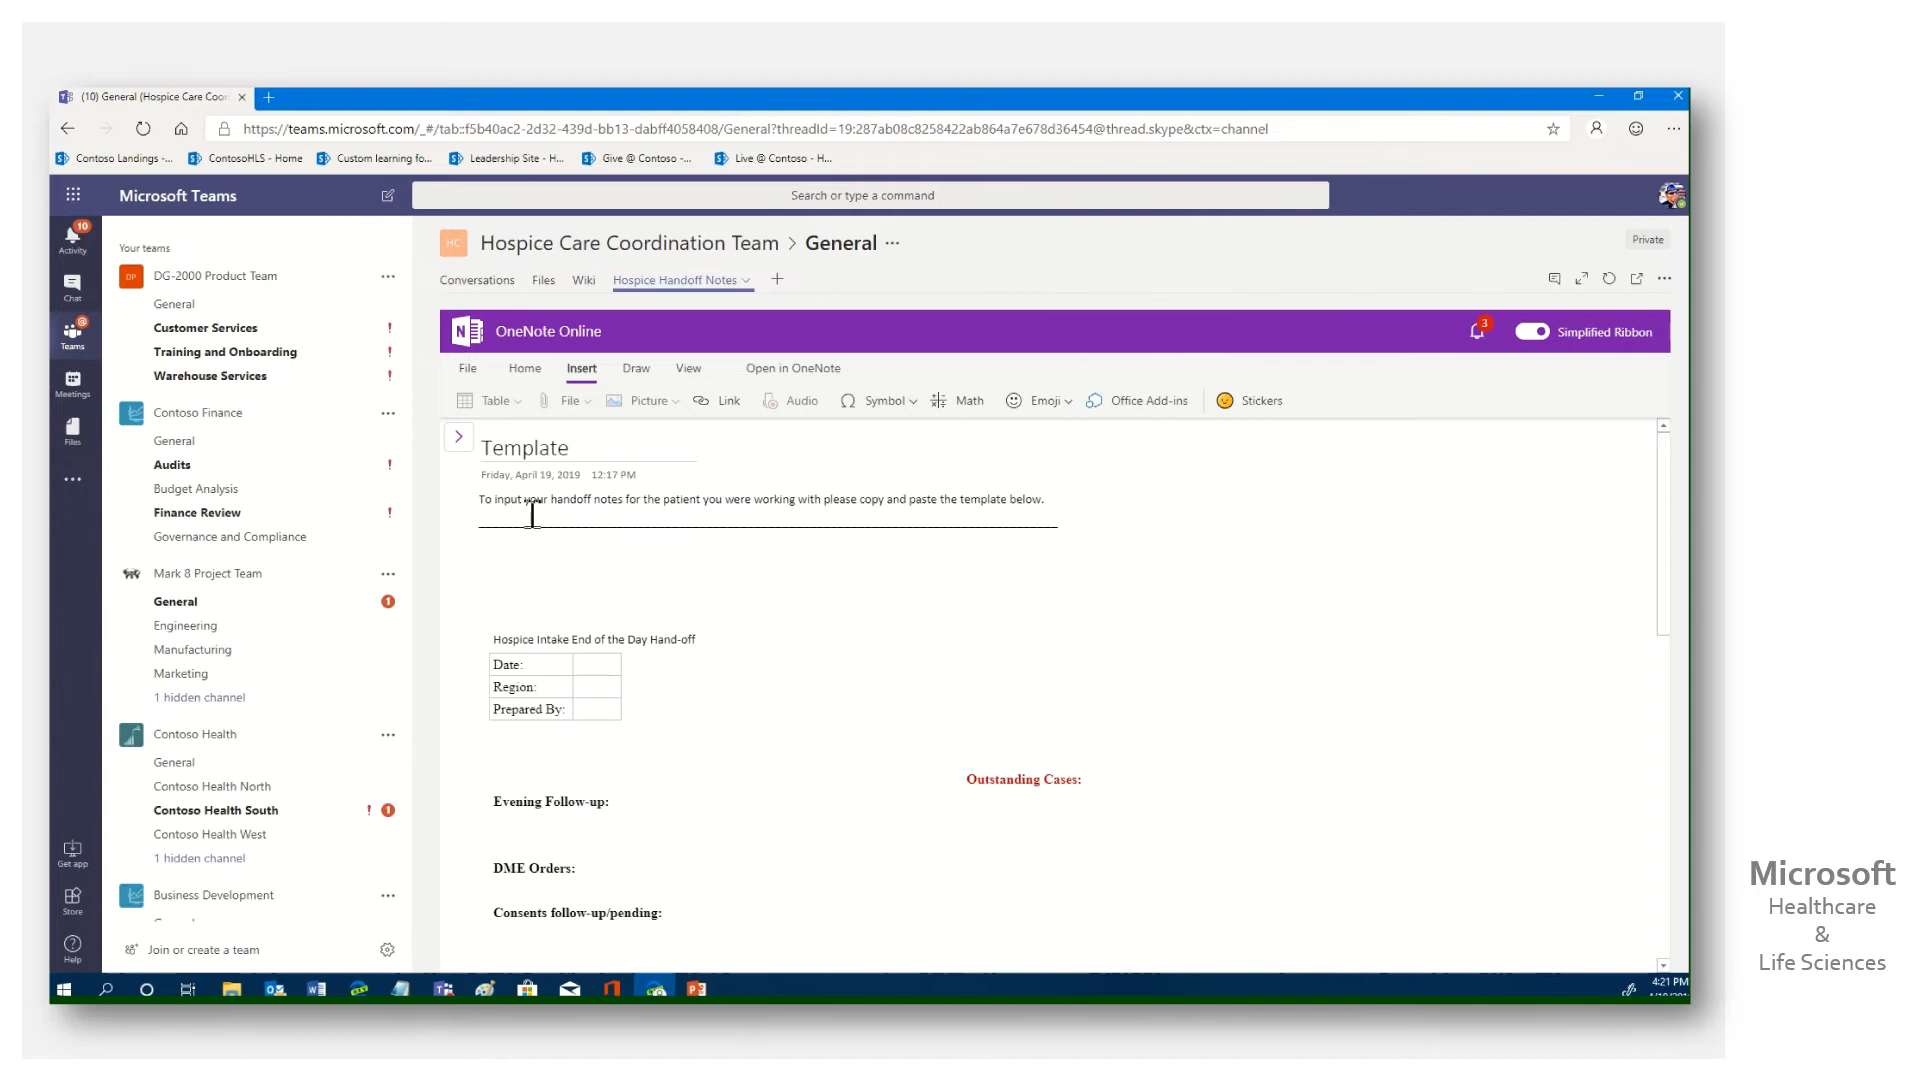 (10) General (Hospice Care Coor
https://teams.microsoft.com/_#/tab:f5b40ac2-2d32-439d-bb13-dabff4058408/General?threadId=19:287ab08c8258422ab864a7e678d36454@thread.skype&ctx=channel
Contoso Landings -... ContosoHLS - Home Custom learning fo... Leadership Site - H... Give @ Contoso -... Live @ Contoso - H...
Microsoft Teams
Search or type a command
10
Activity
Chat
Teams
Meetings
Files
Get app
Store
Help
Your teams
DP DG-2000 Product Team
General
Customer Services !
Training and Onboarding !
Warehouse Services !
Contoso Finance
General
Audits !
Budget Analysis
Finance Review !
Governance and Compliance
Mark 8 Project Team
General 1
Engineering
Manufacturing
Marketing
1 hidden channel
Contoso Health
General
Contoso Health North
Contoso Health South ! 1
Contoso Health West
1 hidden channel
Business Development
Join or create a team
HC Hospice Care Coordination Team > General ...
Private
Conversations Files Wiki Hospice Handoff Notes
OneNote Online
3
Simplified Ribbon
File Home Insert Draw View Open in OneNote
Table File Picture Link Audio Symbol Math Emoji Office Add-ins Stickers
Template
Friday, April 19, 2019 12:17 PM
To input your handoff notes for the patient you were working with please copy and paste the template below.
Hospice Intake End of the Day Hand-off
Date:
Region:
Prepared By:
Outstanding Cases:
Evening Follow-up:
DME Orders:
Consents follow-up/pending:
4:21 PM
Microsoft
Healthcare
&
Life Sciences